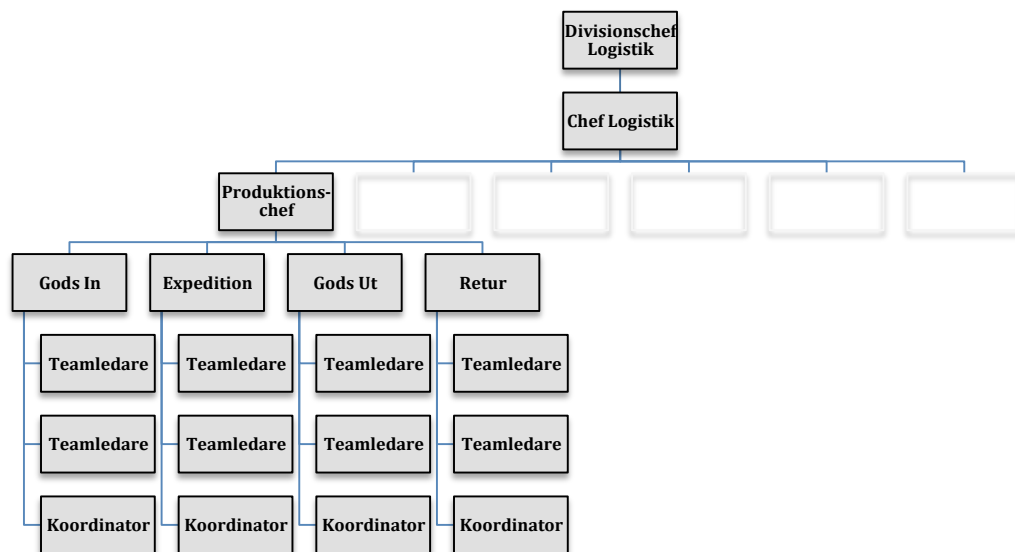 Divisionschef
Logistik
Chef Logistik
Produktions-
chef
Gods In
Expedition
Gods Ut
Retur
Teamledare
Teamledare
Teamledare
Teamledare
Teamledare
Teamledare
Teamledare
Teamledare
Koordinator
Koordinator
Koordinator
Koordinator